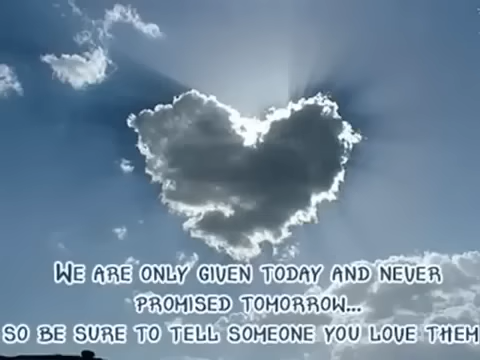 We are only given today and never
promised tomorrow...
so be sure to tell someone you love them